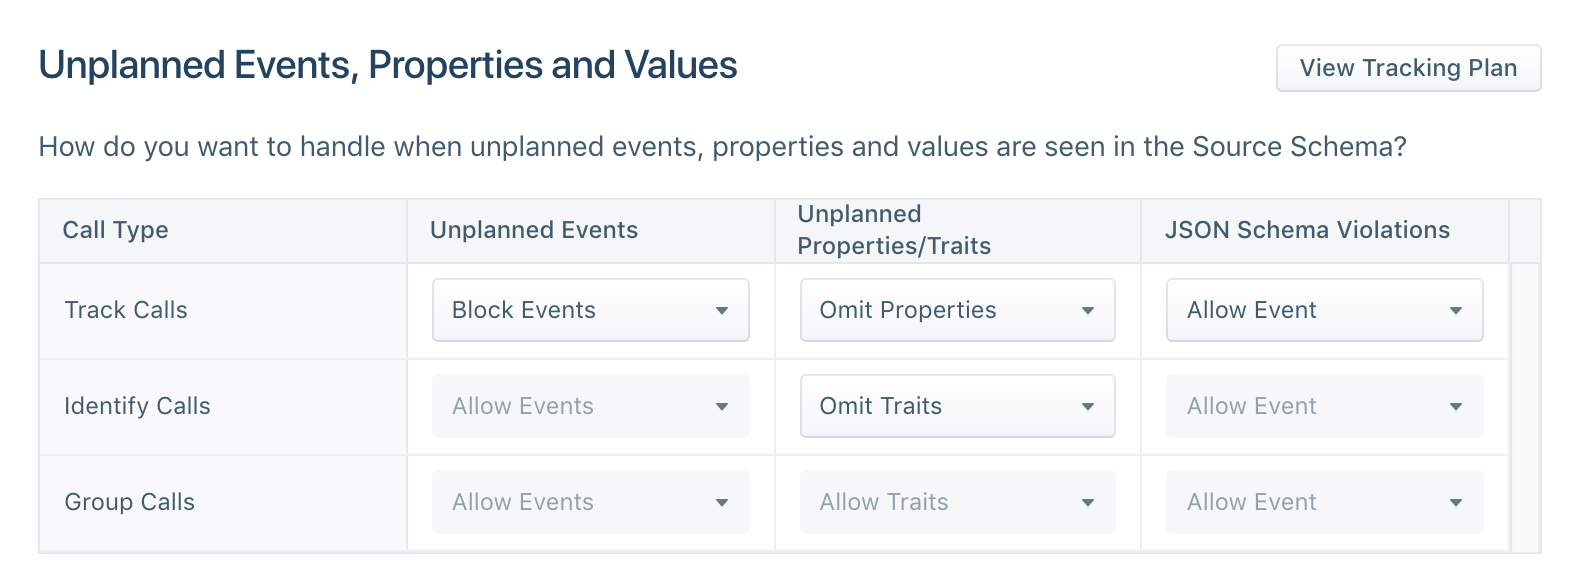 Unplanned Events, Properties and Values
View Tracking Plan
How do you want to handle when unplanned events, properties and values are seen in the Source Schema?
Call Type
Unplanned Events
Unplanned
Properties/Traits
JSON Schema Violations
Track Calls
Block Events
Omit Properties
Allow Event
Identify Calls
Allow Events
Omit Traits
Allow Event
Group Calls
Allow Events
Allow Traits
Allow Event